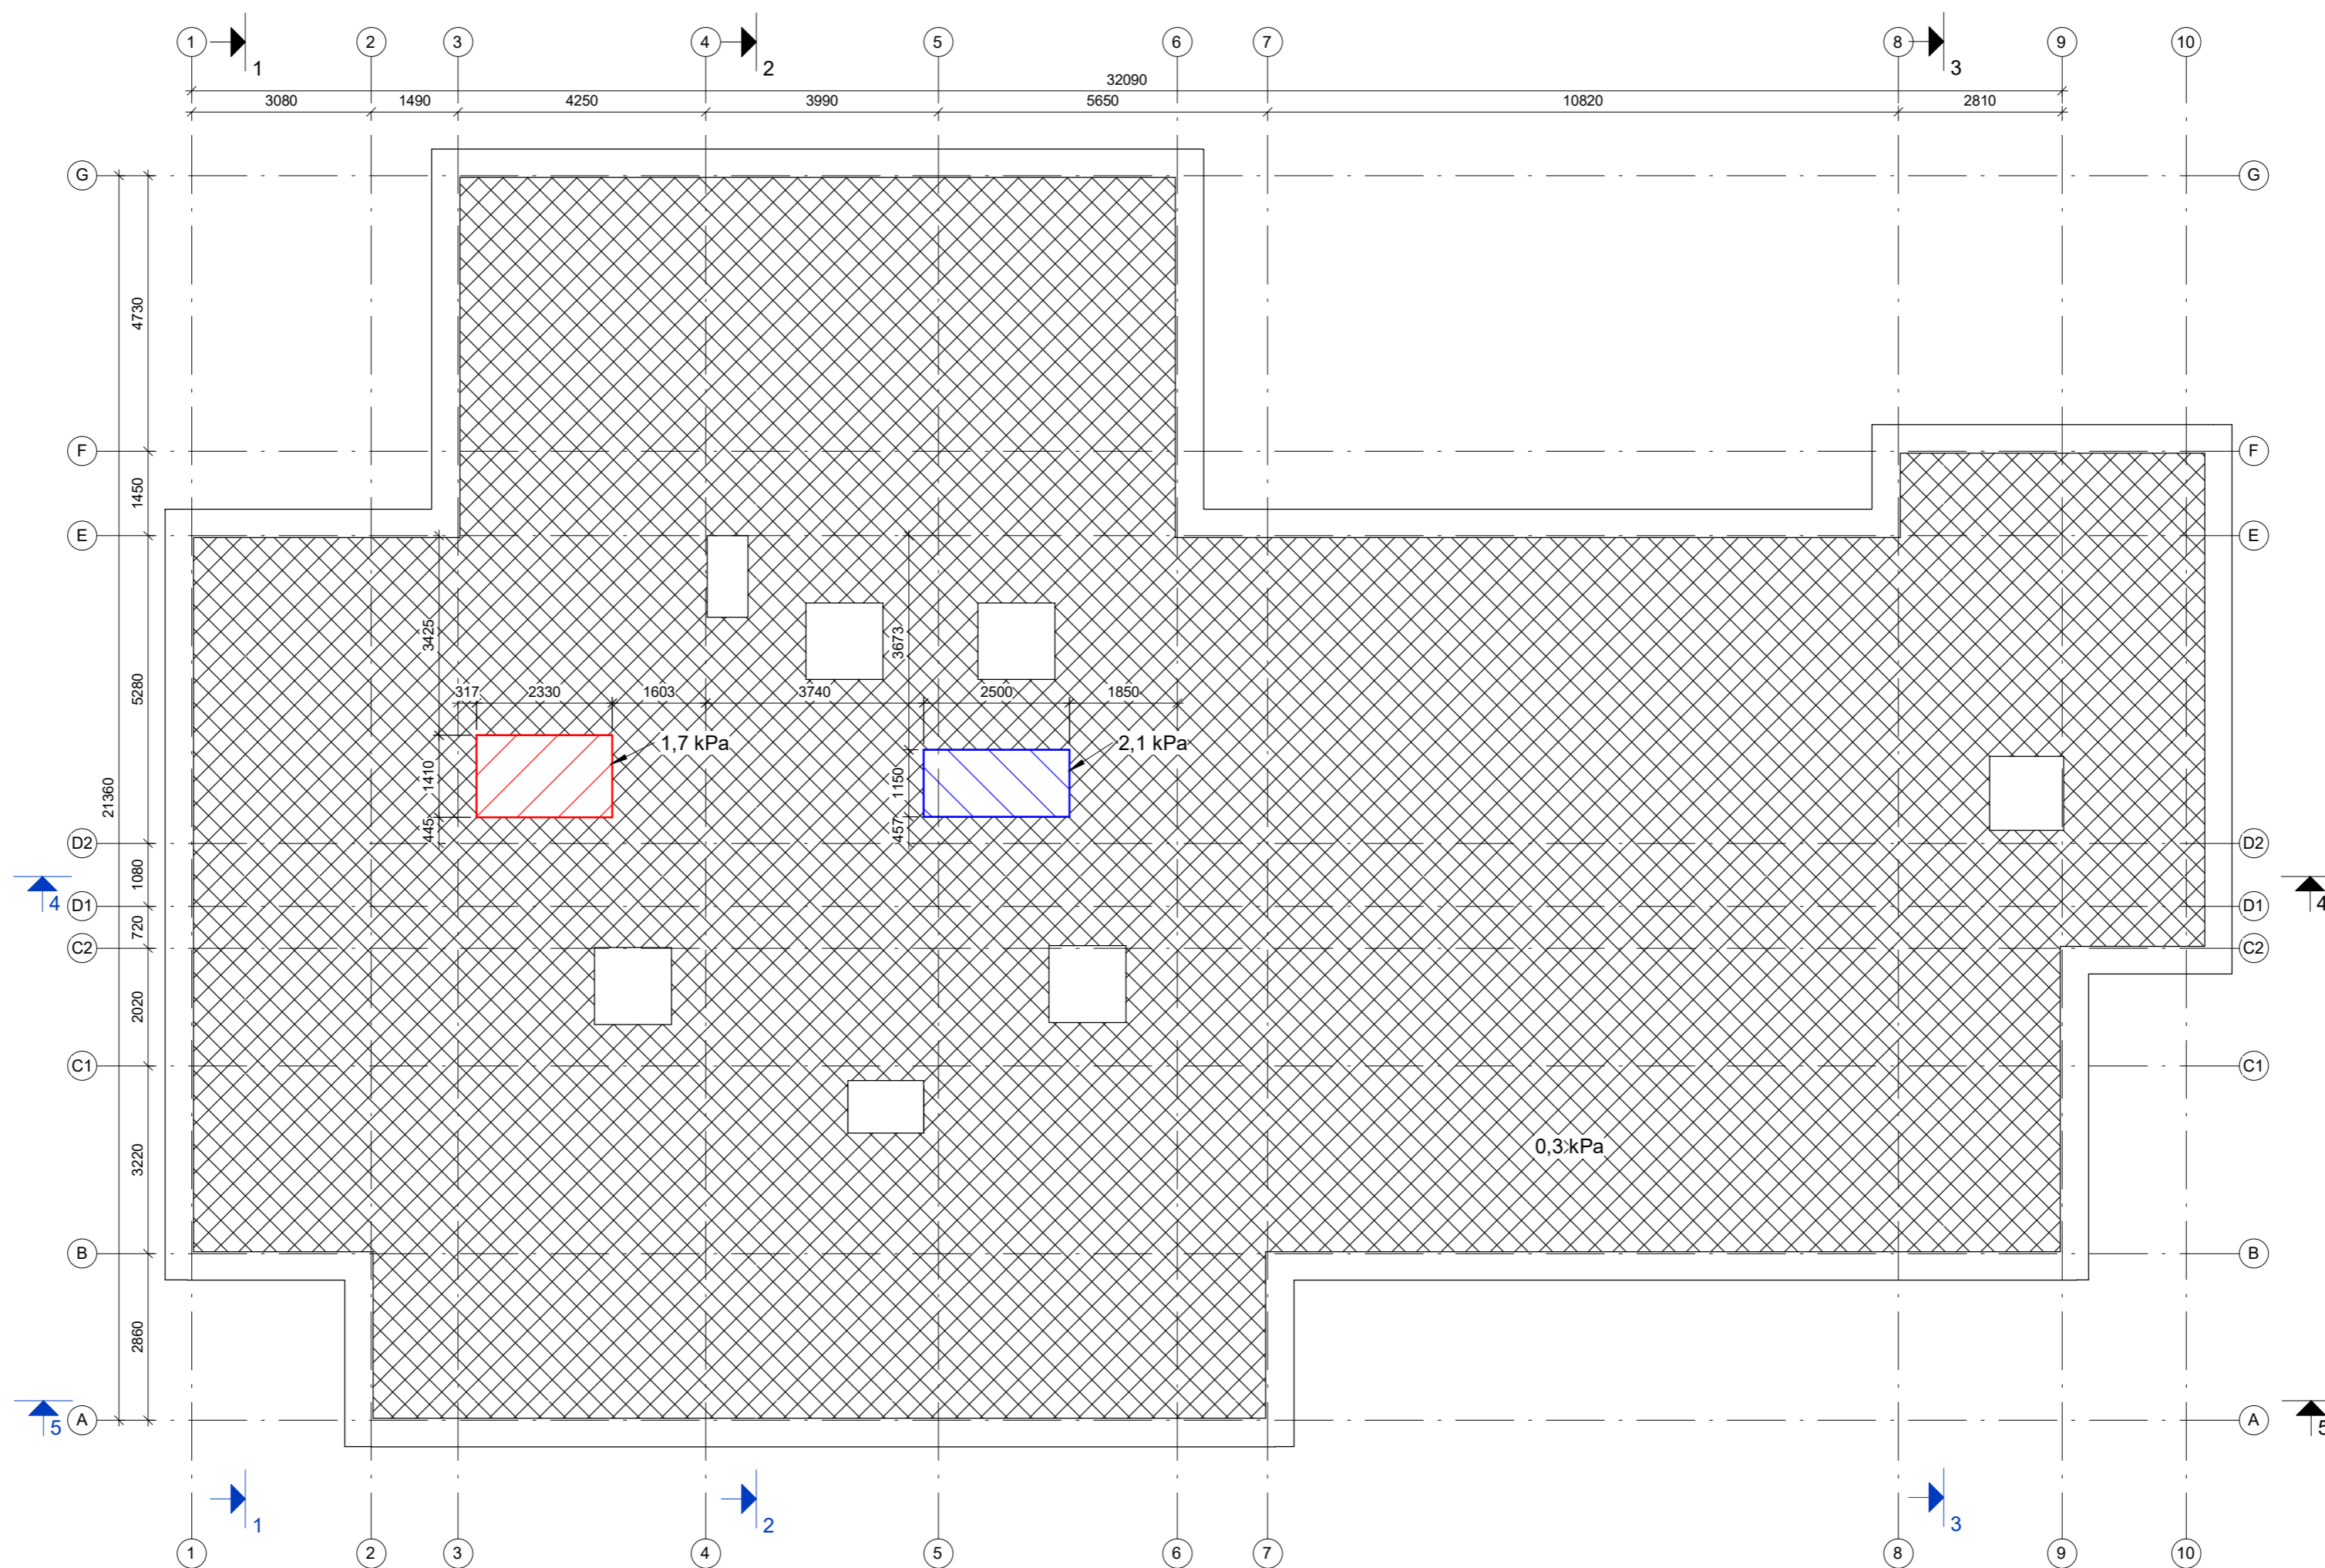 1 2 3 4 5 6 7 8 9 10
1 2 3
32090
3080 1490 4250 3990 5650 10820 2810
G G
4730
F F
1450
E E
3425 3673
5280
317 2330 1603 3740 2500 1850
1,7 kPa 2,1 kPa
1410 1150
21360
445 457
D2 D2
1080
4 4
D1 D1
720
C2 C2
2020
C1 C1
0,3 kPa
3220
B B
2860
A A
5 5
1 2 3
1 2 3 4 5 6 7 8 9 10